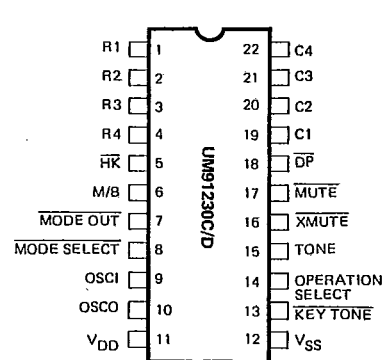 R1 1 22 C4
R2 2 21 C3
R3 3 20 C2
R4 4 19 C1
HK 5 18 DP
M/B 6 17 MUTE
MODE OUT 7 16 XMUTE
MODE SELECT 8 15 TONE
OSCI 9 14 OPERATION
SELECT
OSCO 10 13 KEY TONE
VDD 11 12 VSS
UM91230C/D